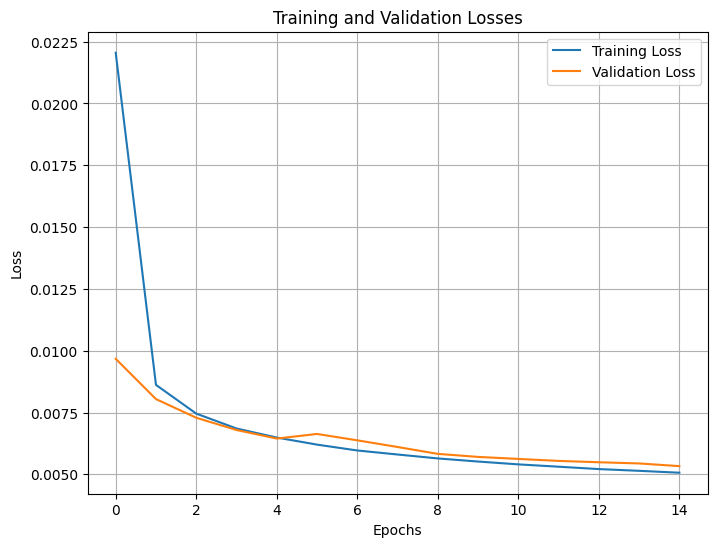 Training and Validation Losses
Training Loss
Validation Loss
Loss
0.0225
0.0200
0.0175
0.0150
0.0125
0.0100
0.0075
0.0050
0 2 4 6 8 10 12 14
Epochs